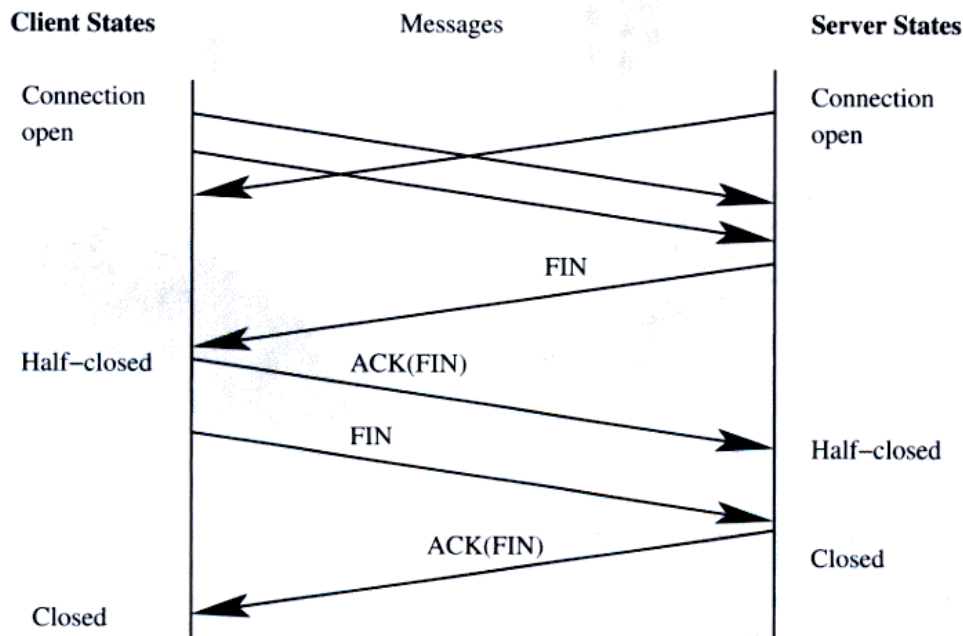 Client States
Messages
Server States
Connection
open
Connection
open
FIN
Half−closed
ACK(FIN)
FIN
Half−closed
ACK(FIN)
Closed
Closed